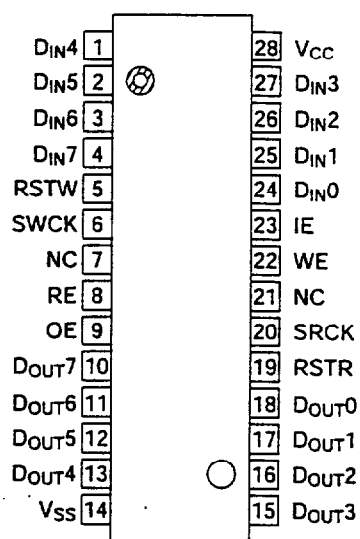 DIN4 1 28 VCC
DIN5 2 27 DIN3
DIN6 3 26 DIN2
DIN7 4 25 DIN1
RSTW 5 24 DIN0
SWCK 6 23 IE
NC 7 22 WE
RE 8 21 NC
OE 9 20 SRCK
DOUT7 10 19 RSTR
DOUT6 11 18 DOUT0
DOUT5 12 17 DOUT1
DOUT4 13 16 DOUT2
VSS 14 15 DOUT3